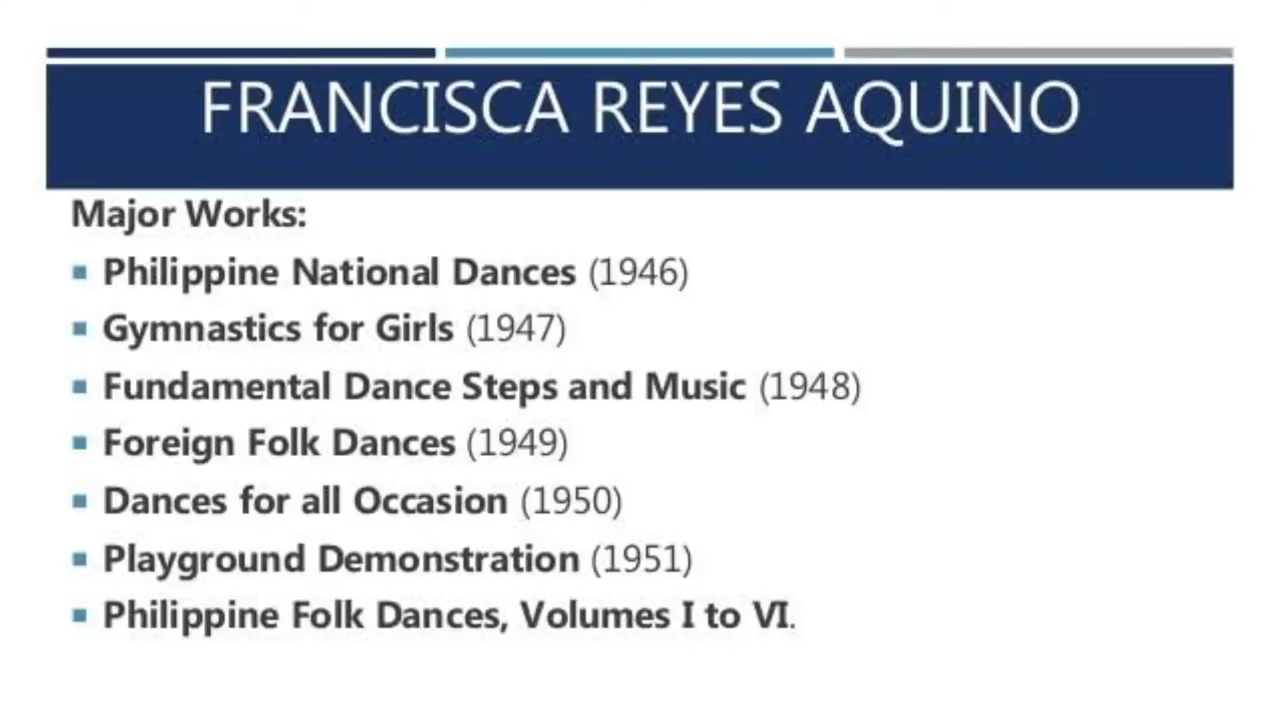 FRANCISCA REYES AQUINO
Major Works:
▪ Philippine National Dances (1946)
▪ Gymnastics for Girls (1947)
▪ Fundamental Dance Steps and Music (1948)
▪ Foreign Folk Dances (1949)
▪ Dances for all Occasion (1950)
▪ Playground Demonstration (1951)
▪ Philippine Folk Dances, Volumes I to VI.